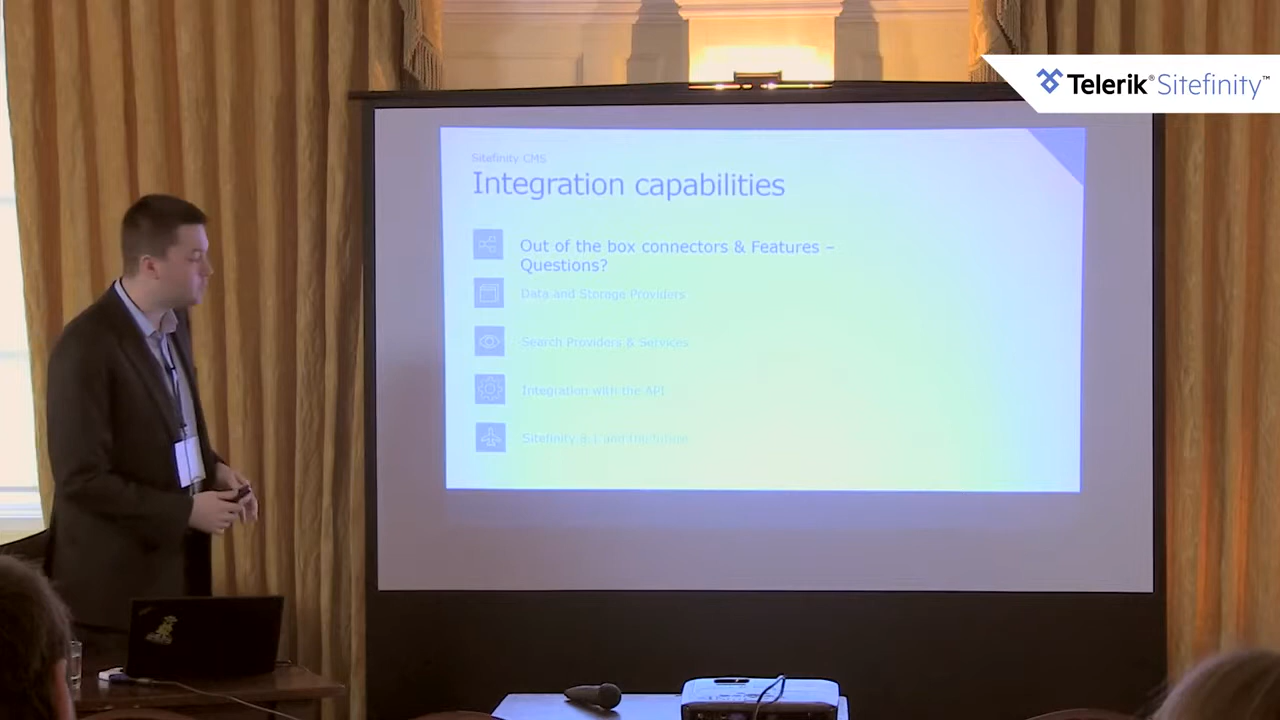 Telerik® Sitefinity™
Sitefinity CMS
Integration capabilities
Out of the box connectors & Features –
Questions?
Data and Storage Providers
Search Providers & Services
Integration with the API
Sitefinity